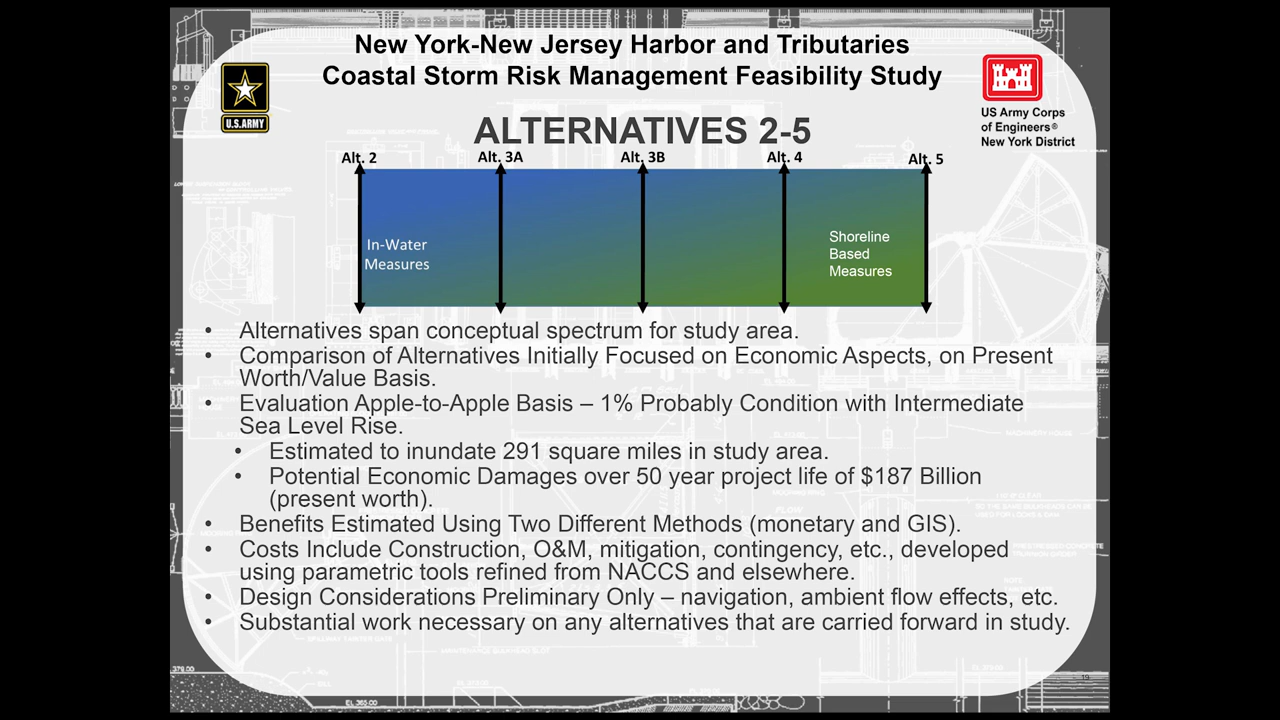 New York-New Jersey Harbor and Tributaries
Coastal Storm Risk Management Feasibility Study
U.S.ARMY
US Army Corps
of Engineers®
New York District
ALTERNATIVES 2-5
Alt. 2 Alt. 3A Alt. 3B Alt. 4 Alt. 5
In-Water
Measures
Shoreline
Based
Measures
• Alternatives span conceptual spectrum for study area.
• Comparison of Alternatives Initially Focused on Economic Aspects, on Present
Worth/Value Basis.
• Evaluation Apple-to-Apple Basis – 1% Probably Condition with Intermediate
Sea Level Rise.
• Estimated to inundate 291 square miles in study area.
• Potential Economic Damages over 50 year project life of $187 Billion
(present worth).
• Benefits Estimated Using Two Different Methods (monetary and GIS).
• Costs Include Construction, O&M, mitigation, contingency, etc., developed
using parametric tools refined from NACCS and elsewhere.
• Design Considerations Preliminary Only – navigation, ambient flow effects, etc.
• Substantial work necessary on any alternatives that are carried forward in study.
FLOW
MAINTENANCE BULKHEAD SLOT
EL 365.00